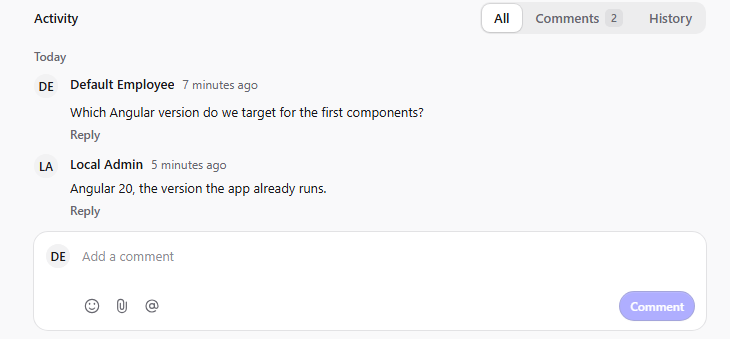 Activity
All
Comments 2
History
Today
DE
Default Employee 7 minutes ago
Which Angular version do we target for the first components?
Reply
LA
Local Admin 5 minutes ago
Angular 20, the version the app already runs.
Reply
DE
Add a comment
Comment